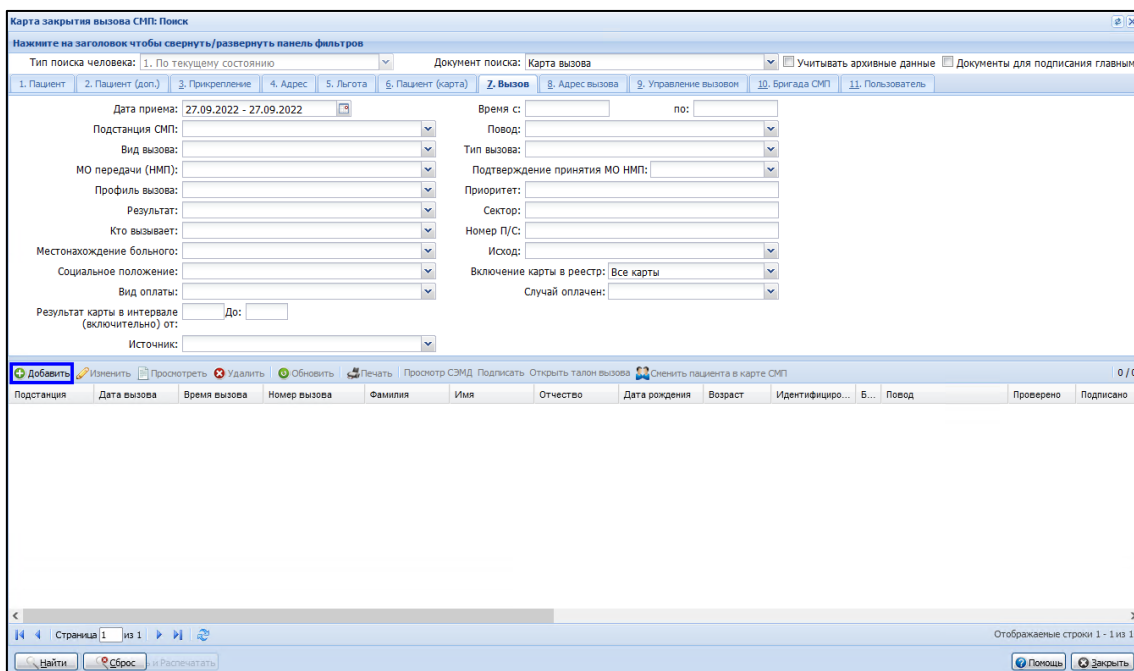 Карта закрытия вызова СМП: Поиск
Нажмите на заголовок чтобы свернуть/развернуть панель фильтров
Тип поиска человека: 1. По текущему состоянию Документ поиска: Карта вызова Учитывать архивные данные Документы для подписания главным
1. Пациент 2. Пациент (доп.) 3. Прикрепление 4. Адрес 5. Льгота 6. Пациент (карта) 7. Вызов 8. Адрес вызова 9. Управление вызовом 10. Бригада СМП 11. Пользователь
Дата приема: 27.09.2022 - 27.09.2022 Время с: по:
Подстанция СМП: Повод:
Вид вызова: Тип вызова:
МО передачи (НМП): Подтверждение принятия МО НМП:
Профиль вызова: Приоритет:
Результат: Сектор:
Кто вызывает: Номер П/С:
Местонахождение больного: Исход:
Социальное положение: Включение карты в реестр: Все карты
Вид оплаты: Случай оплачен:
Результат карты в интервале До:
(включительно) от:
Источник:
Добавить Изменить Просмотреть Удалить Обновить Печать Просмотр СЭМД Подписать Открыть талон вызова Сменить пациента в карте СМП 0 / 0
Подстанция Дата вызова Время вызова Номер вызова Фамилия Имя Отчество Дата рождения Возраст Идентифициро... Б... Повод Проверено Подписано
Страница 1 из 1 Отображаемые строки 1 - 1 из 1
Найти Сброс и Распечатать Помощь Закрыть